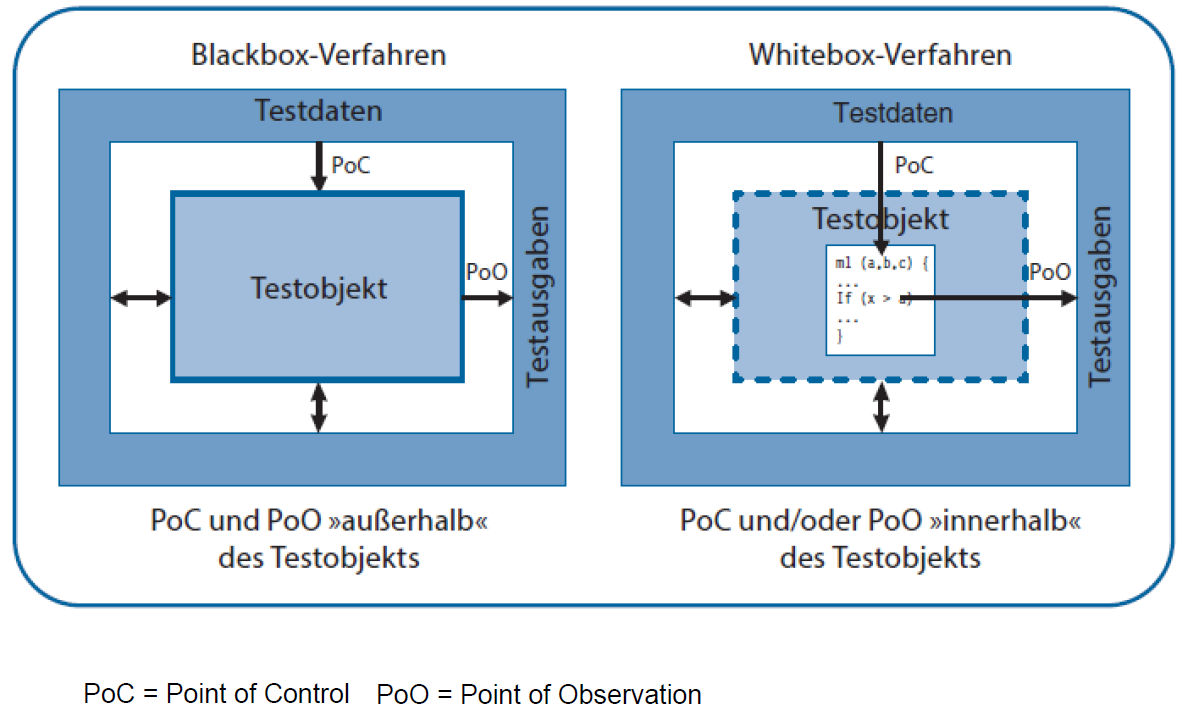 Blackbox-Verfahren
Testdaten
PoC
Testobjekt
PoO
Testausgaben
PoC und PoO »außerhalb«
des Testobjekts
Whitebox-Verfahren
Testdaten
PoC
Testobjekt
m1 (a,b,c) {
...
If (x > a)
...
}
PoO
Testausgaben
PoC und/oder PoO »innerhalb«
des Testobjekts
PoC = Point of Control PoO = Point of Observation